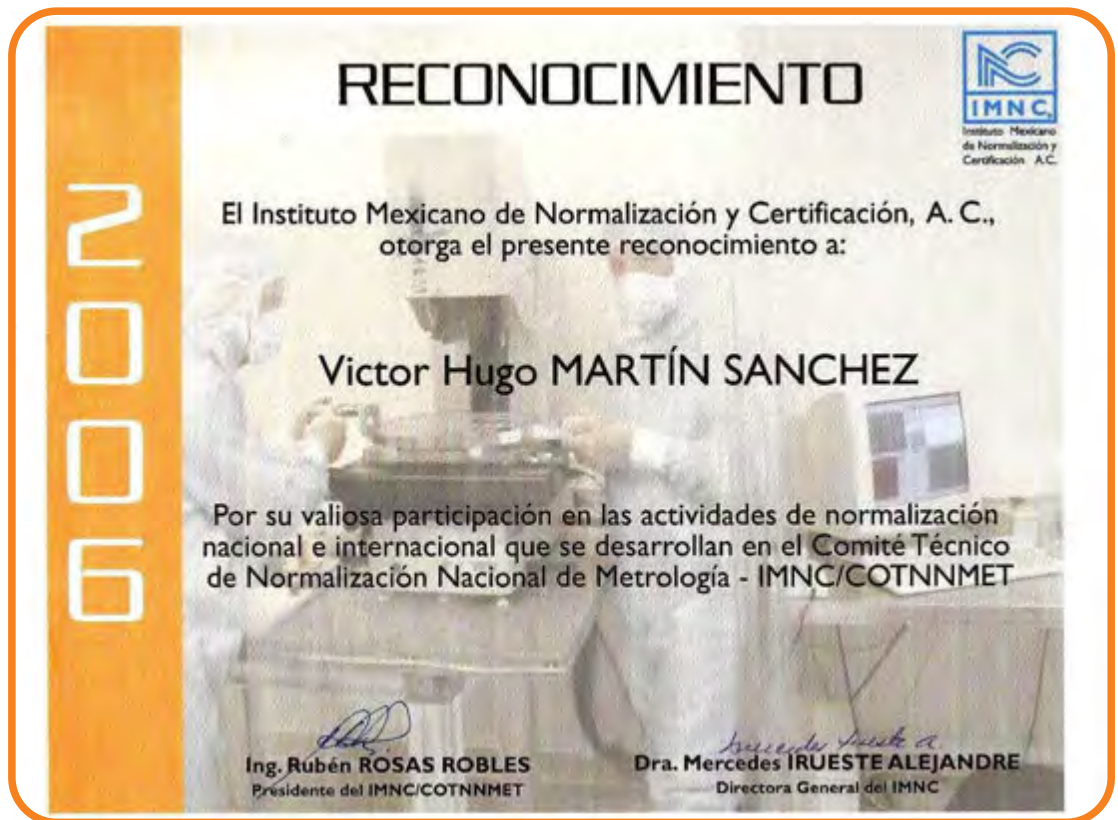 RECONOCIMIENTO
IMNC
Instituto Mexicano
de Normalización y
Certificación A.C.
2006
El Instituto Mexicano de Normalización y Certificación, A. C.,
otorga el presente reconocimiento a:
Victor Hugo MARTÍN SANCHEZ
Por su valiosa participación en las actividades de normalización
nacional e internacional que se desarrollan en el Comité Técnico
de Normalización Nacional de Metrología - IMNC/COTNNMET
Ing. Rubén ROSAS ROBLES
Presidente del IMNC/COTNNMET
Dra. Mercedes IRUESTE ALEJANDRE
Directora General del IMNC